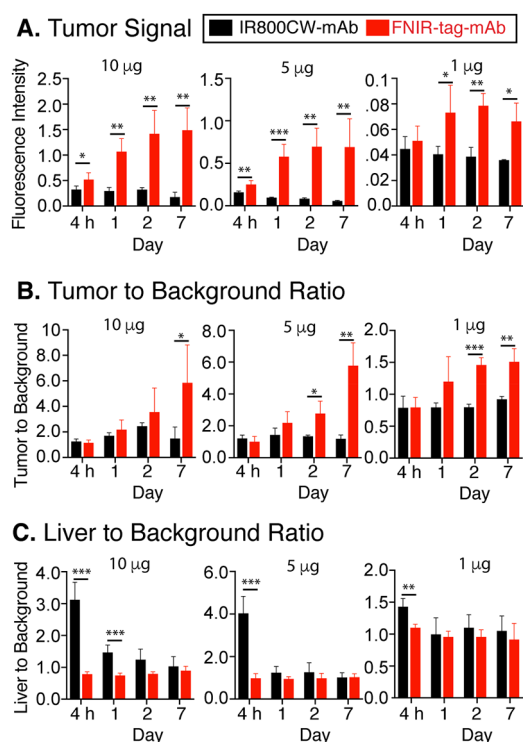 A. Tumor Signal
IR800CW-mAb FNIR-tag-mAb
10 µg 5 µg 1 µg
Fluorescence Intensity
2.5 2.0 1.5 1.0 0.5 0.0
* ** ** **
4 h 1 2 7
Day
1.5 1.0 0.5 0.0
** *** ** **
4 h 1 2 7
Day
0.1 0.08 0.06 0.04 0.02 0
* ** *
4 h 1 2 7
Day
B. Tumor to Background Ratio
10 µg 5 µg 1 µg
Tumor to Background
10.0 8.0 6.0 4.0 2.0 0.0
*
4 h 1 2 7
Day
8.0 6.0 4.0 2.0 0.0
* **
4 h 1 2 7
Day
2.0 1.5 1.0 0.5 0.0
*** **
4 h 1 2 7
Day
C. Liver to Background Ratio
10 µg 5 µg 1 µg
Liver to Background
4.0 3.0 2.0 1.0 0.0
*** ***
4 h 1 2 7
Day
6.0 4.0 2.0 0.0
***
4 h 1 2 7
Day
2.0 1.5 1.0 0.5 0.0
**
4 h 1 2 7
Day